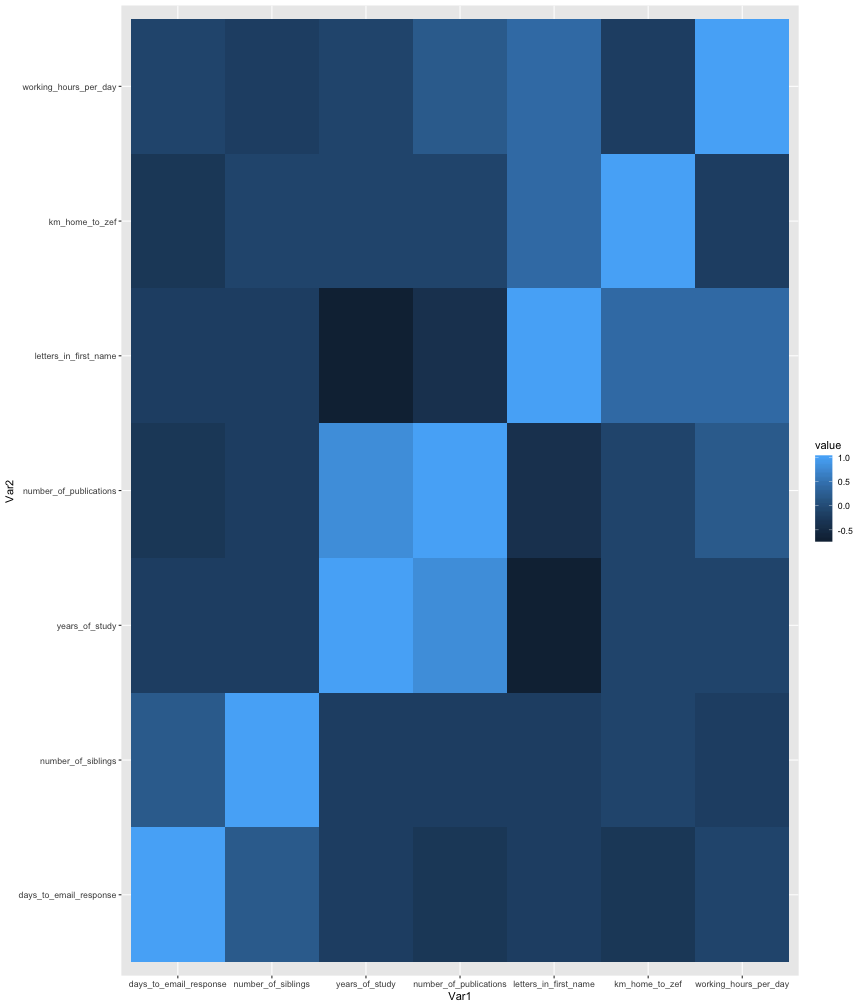 working_hours_per_day
km_home_to_zef
letters_in_first_name
number_of_publications
years_of_study
number_of_siblings
days_to_email_response
Var2
days_to_email_response number_of_siblings years_of_study number_of_publications letters_in_first_name km_home_to_zef working_hours_per_day
Var1
value
1.0
0.5
0.0
-0.5